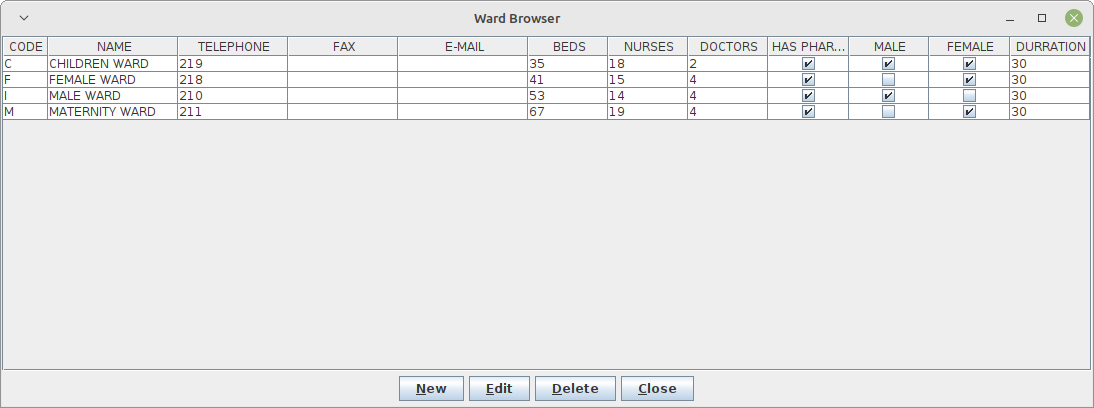 Ward Browser
CODE NAME TELEPHONE FAX E-MAIL BEDS NURSES DOCTORS HAS PHAR... MALE FEMALE DURRATION
C CHILDREN WARD 219 35 18 2 30
F FEMALE WARD 218 41 15 4 30
I MALE WARD 210 53 14 4 30
M MATERNITY WARD 211 67 19 4 30
New Edit Delete Close